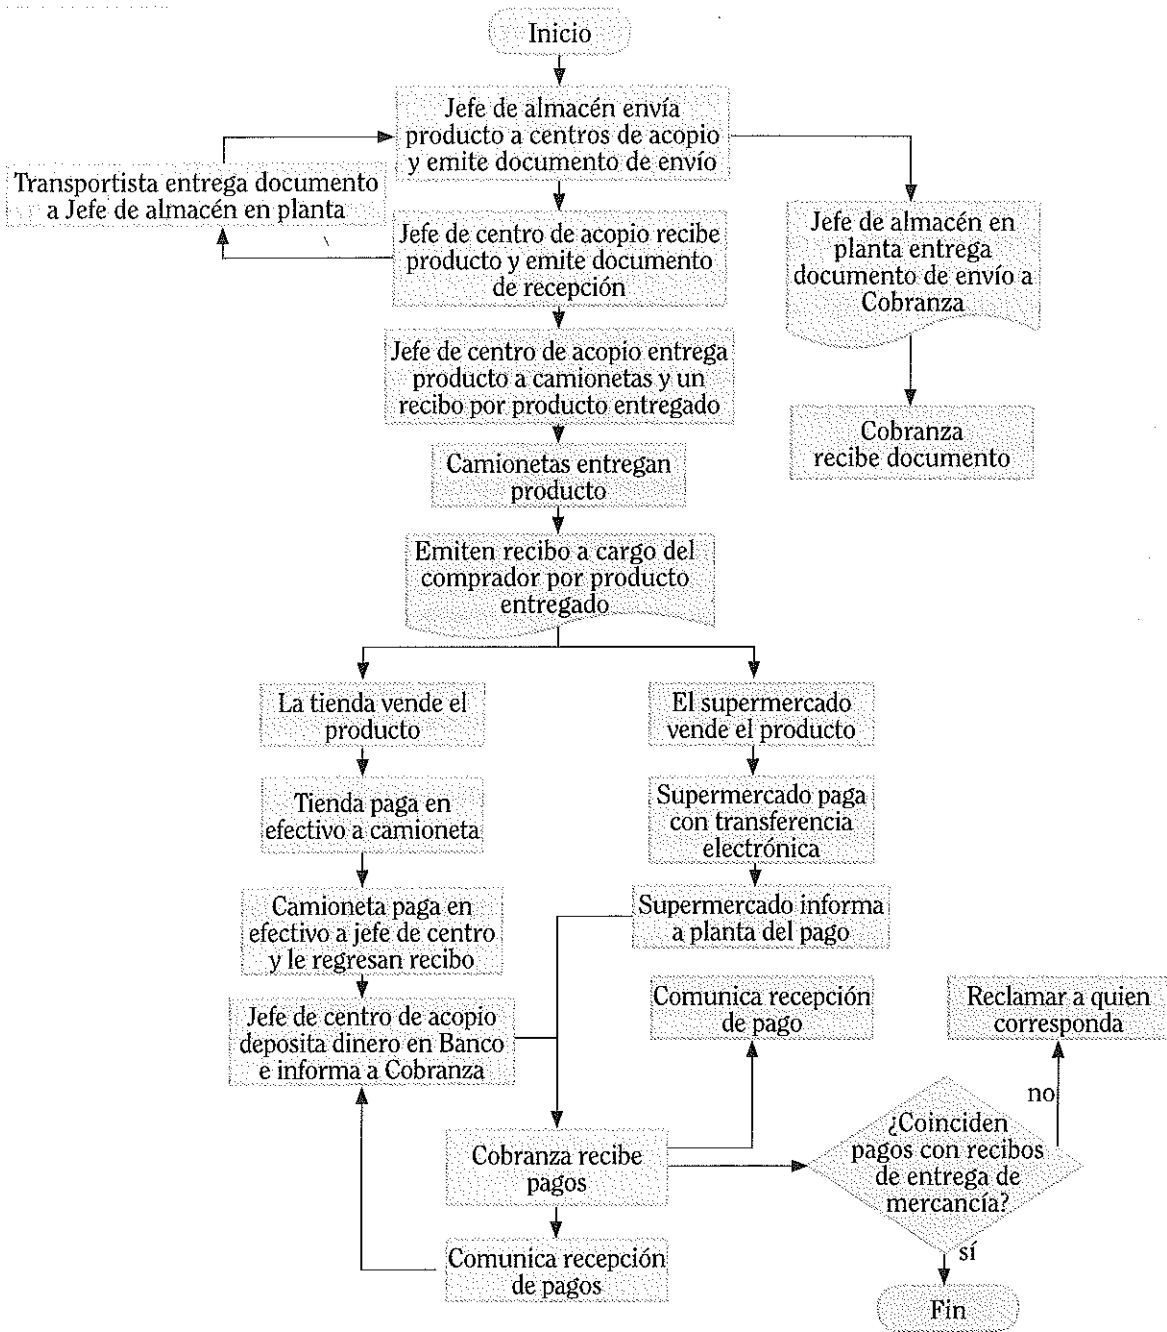 Inicio
Jefe de almacén envía
producto a centros de acopio
y emite documento de envío
Transportista entrega documento
a Jefe de almacén en planta
Jefe de centro de acopio recibe
producto y emite documento
de recepción
Jefe de almacén en
planta entrega
documento de envío a
Cobranza
Jefe de centro de acopio entrega
producto a camionetas y un
recibo por producto entregado
Cobranza
recibe documento
Camionetas entregan
producto
Emiten recibo a cargo del
comprador por producto
entregado
La tienda vende el
producto
El supermercado
vende el producto
Tienda paga en
efectivo a camioneta
Supermercado paga
con transferencia
electrónica
Camioneta paga en
efectivo a jefe de centro
y le regresan recibo
Supermercado informa
a planta del pago
Jefe de centro de acopio
deposita dinero en Banco
e informa a Cobranza
Comunica recepción
de pago
Reclamar a quien
corresponda
no
¿Coinciden
pagos con recibos
de entrega de
mercancía?
Cobranza recibe
pagos
sí
Comunica recepción
de pagos
Fin